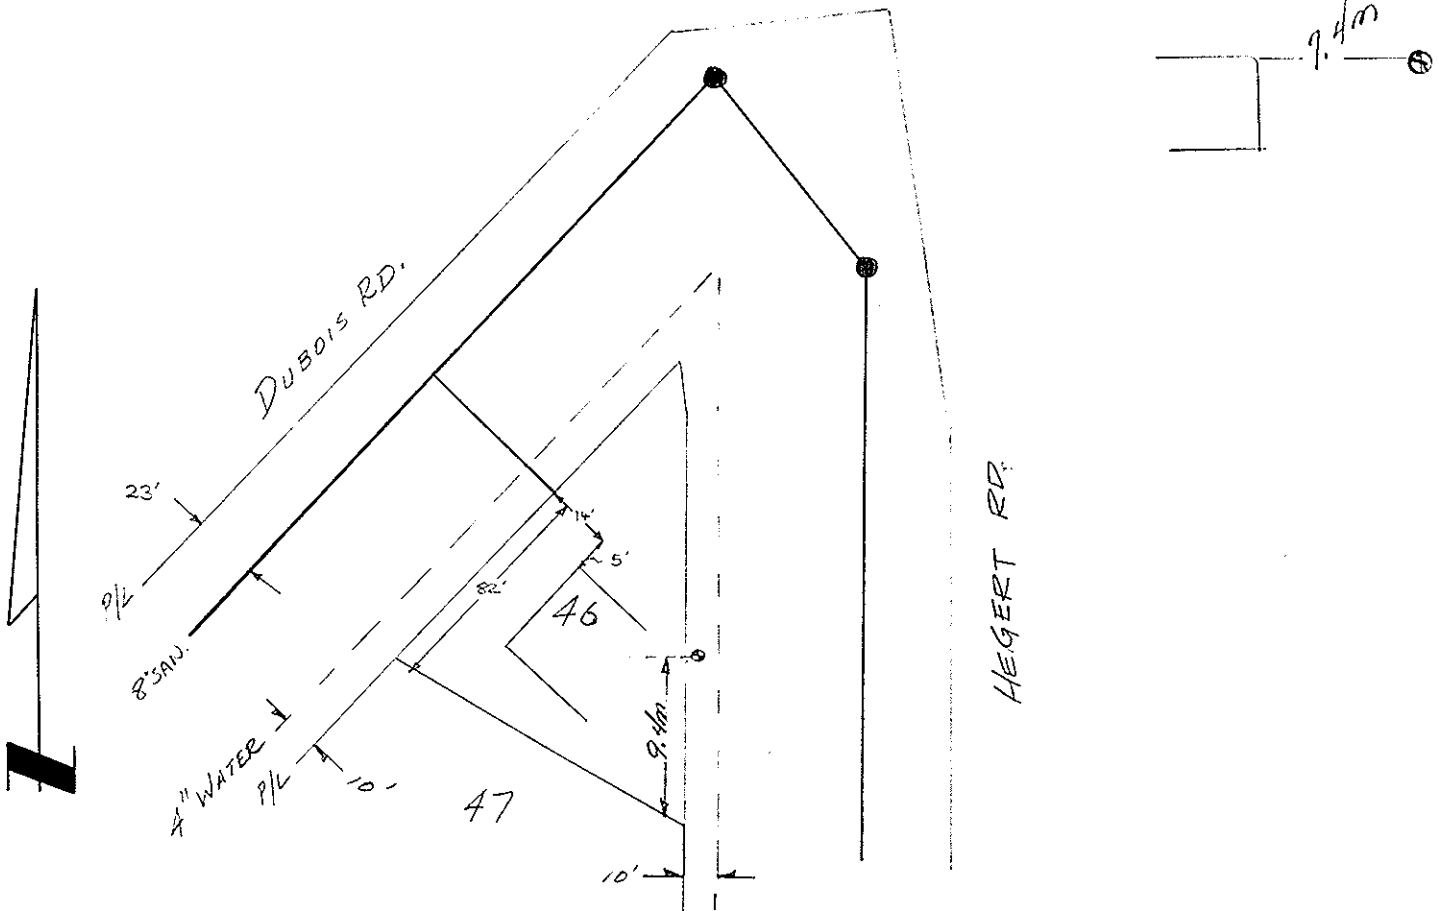 9.4m
DUBOIS RD.
23'
P/L
8" SAN.
14'
5'
82'
46
HEGERT RD.
9.4m
4" WATER
P/L
10'
47
10'